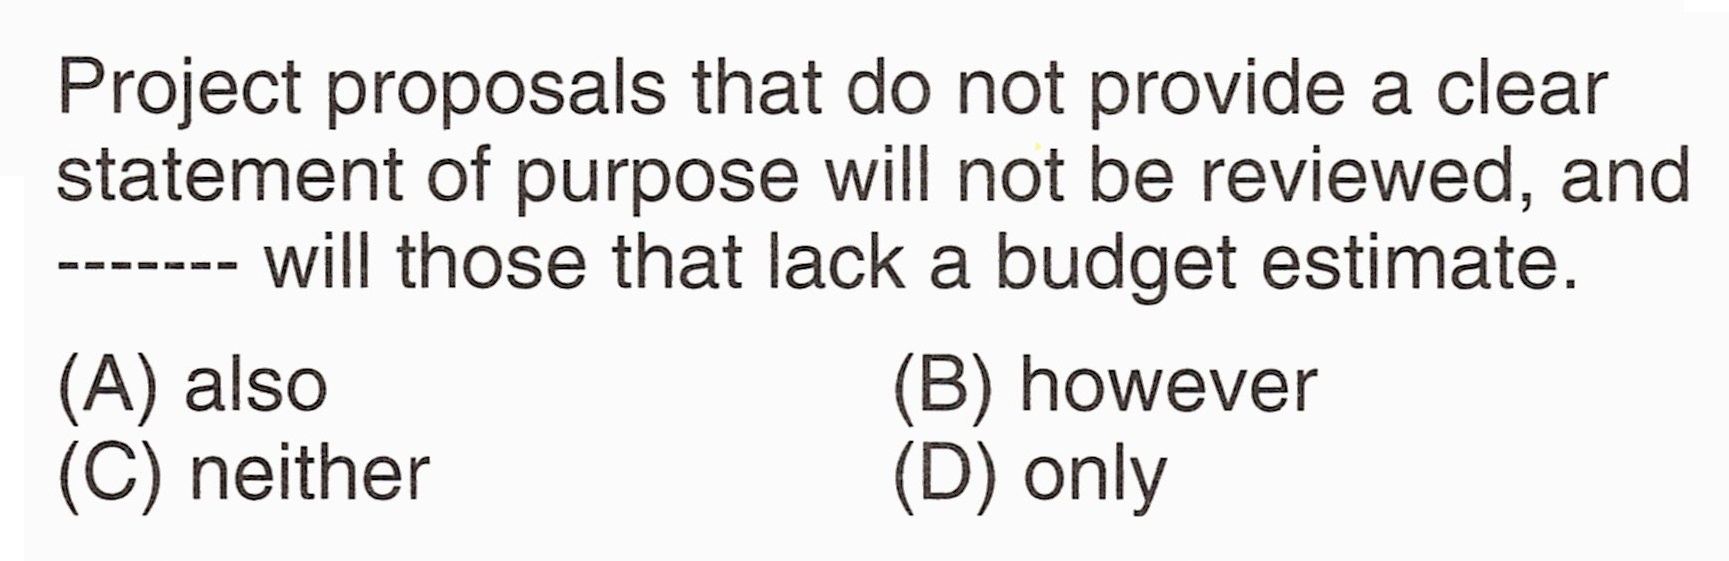 Project proposals that do not provide a clear
statement of purpose will not be reviewed, and
------- will those that lack a budget estimate.
(A) also (B) however
(C) neither (D) only